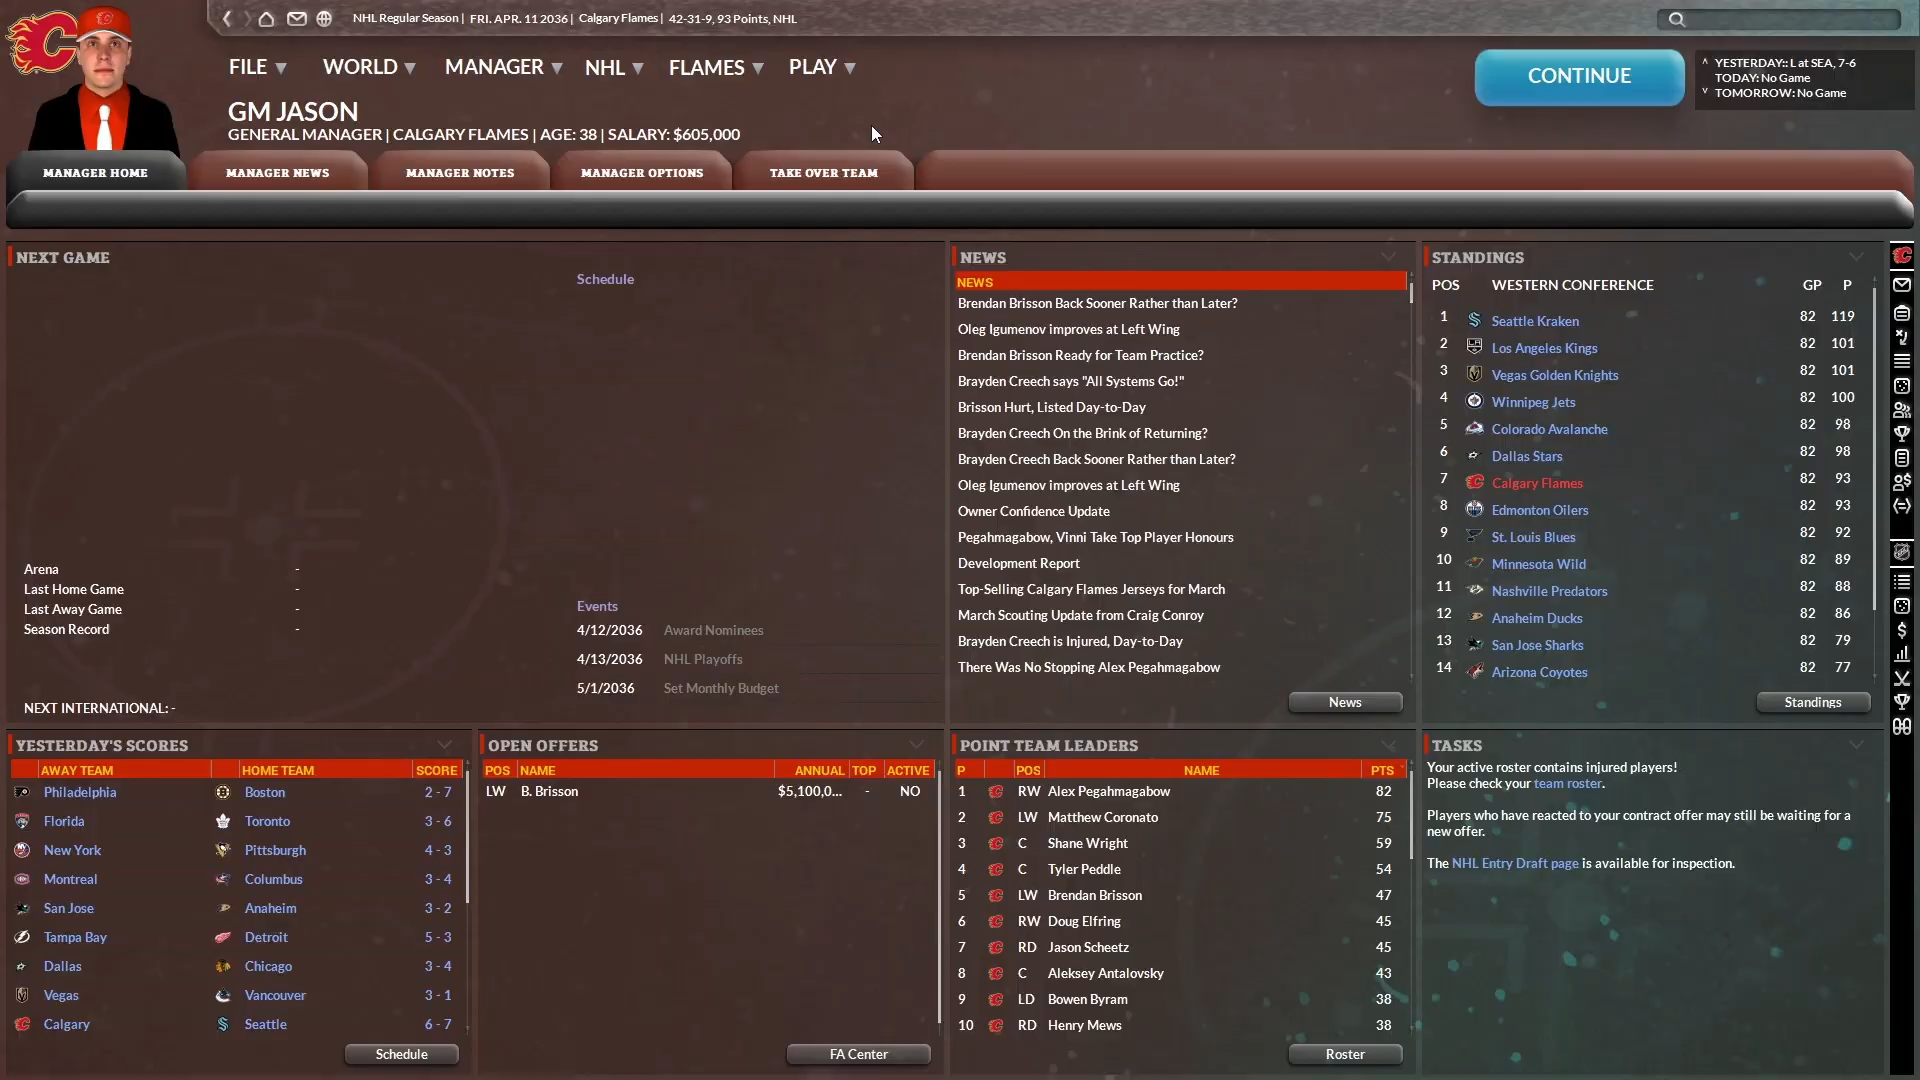 NHL Regular Season | FRI. APR. 11 2036 | Calgary Flames | 42-31-9, 93 Points, NHL
FILE WORLD MANAGER NHL FLAMES PLAY
CONTINUE
YESTERDAY:: L at SEA, 7-6
TODAY: No Game
TOMORROW: No Game
GM JASON
GENERAL MANAGER | CALGARY FLAMES | AGE: 38 | SALARY: $605,000
MANAGER HOME MANAGER NEWS MANAGER NOTES MANAGER OPTIONS TAKE OVER TEAM
NEXT GAME
Schedule
Arena -
Last Home Game -
Last Away Game -
Season Record -
Events
4/12/2036 Award Nominees
4/13/2036 NHL Playoffs
5/1/2036 Set Monthly Budget
NEXT INTERNATIONAL: -
NEWS
NEWS
Brendan Brisson Back Sooner Rather than Later?
Oleg Igumenov improves at Left Wing
Brendan Brisson Ready for Team Practice?
Brayden Creech says "All Systems Go!"
Brisson Hurt, Listed Day-to-Day
Brayden Creech On the Brink of Returning?
Brayden Creech Back Sooner Rather than Later?
Oleg Igumenov improves at Left Wing
Owner Confidence Update
Pegahmagabow, Vinni Take Top Player Honours
Development Report
Top-Selling Calgary Flames Jerseys for March
March Scouting Update from Craig Conroy
Brayden Creech is Injured, Day-to-Day
There Was No Stopping Alex Pegahmagabow
News
STANDINGS
POS WESTERN CONFERENCE GP P
1 Seattle Kraken 82 119
2 Los Angeles Kings 82 101
3 Vegas Golden Knights 82 101
4 Winnipeg Jets 82 100
5 Colorado Avalanche 82 98
6 Dallas Stars 82 98
7 Calgary Flames 82 93
8 Edmonton Oilers 82 93
9 St. Louis Blues 82 92
10 Minnesota Wild 82 89
11 Nashville Predators 82 88
12 Anaheim Ducks 82 86
13 San Jose Sharks 82 79
14 Arizona Coyotes 82 77
Standings
YESTERDAY'S SCORES
AWAY TEAM HOME TEAM SCORE
Philadelphia Boston 2 - 7
Florida Toronto 3 - 6
New York Pittsburgh 4 - 3
Montreal Columbus 3 - 4
San Jose Anaheim 3 - 2
Tampa Bay Detroit 5 - 3
Dallas Chicago 3 - 4
Vegas Vancouver 3 - 1
Calgary Seattle 6 - 7
Schedule
OPEN OFFERS
POS NAME ANNUAL TOP ACTIVE
LW B. Brisson $5,100,0... - NO
FA Center
POINT TEAM LEADERS
P POS NAME PTS
1 RW Alex Pegahmagabow 82
2 LW Matthew Coronato 75
3 C Shane Wright 59
4 C Tyler Peddle 54
5 LW Brendan Brisson 47
6 RW Doug Elfring 45
7 RD Jason Scheetz 45
8 C Aleksey Antalovsky 43
9 LD Bowen Byram 38
10 RD Henry Mews 38
Roster
TASKS
Your active roster contains injured players!
Please check your team roster.
Players who have reacted to your contract offer may still be waiting for a
new offer.
The NHL Entry Draft page is available for inspection.